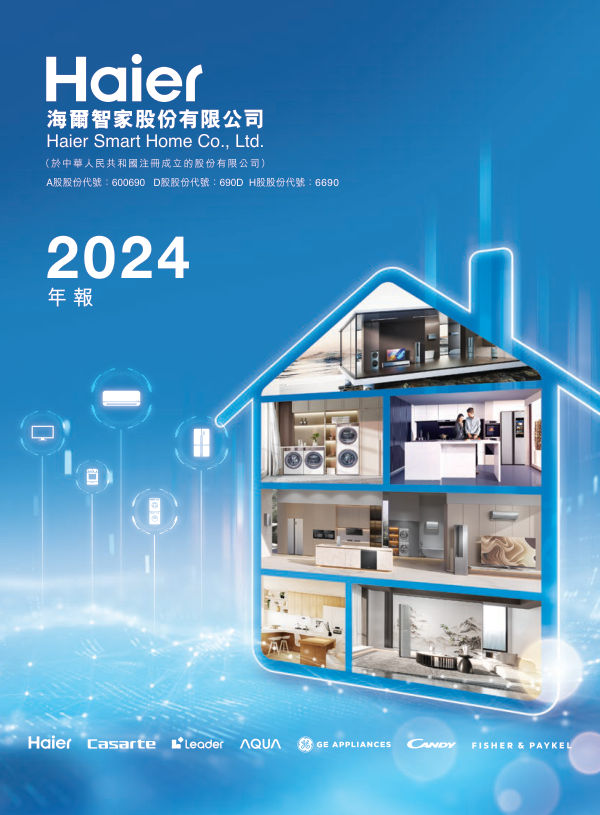 Haier
海爾智家股份有限公司
Haier Smart Home Co., Ltd.
（於中華人民共和國注冊成立的股份有限公司）
A股股份代號：600690 D股股份代號：690D H股股份代號：6690
2024
年報
Haier Casarte Leader AQUA GE APPLIANCES CANDY FISHER & PAYKEL